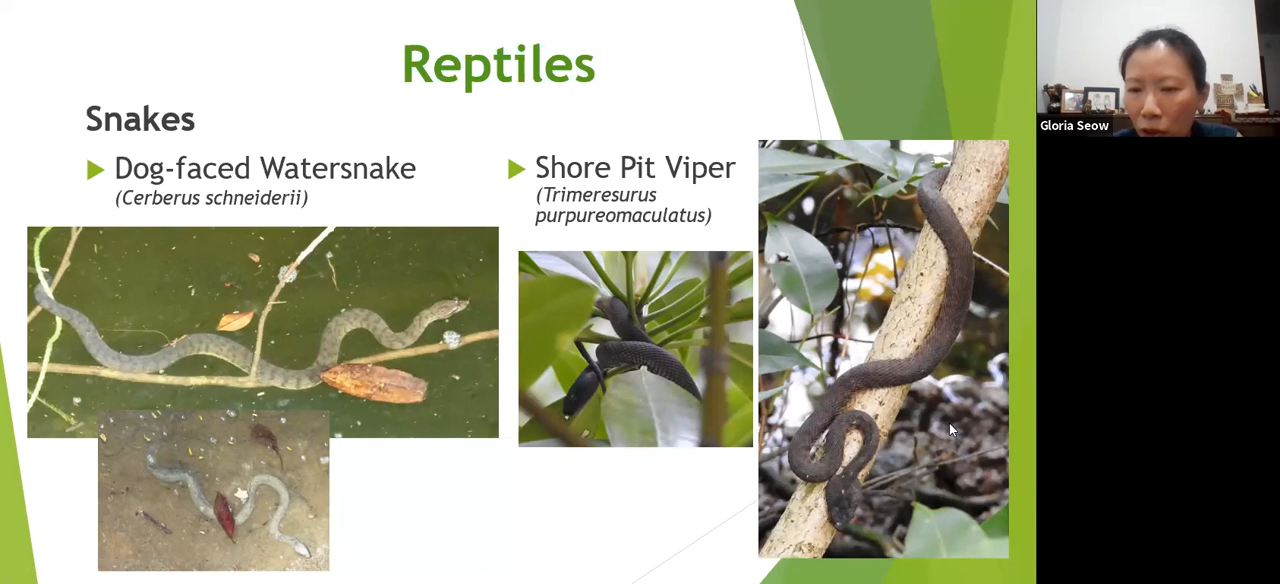 Reptiles
Snakes
Dog-faced Watersnake
(Cerberus schneiderii)
Shore Pit Viper
(Trimeresurus
purpureomaculatus)
Gloria Seow